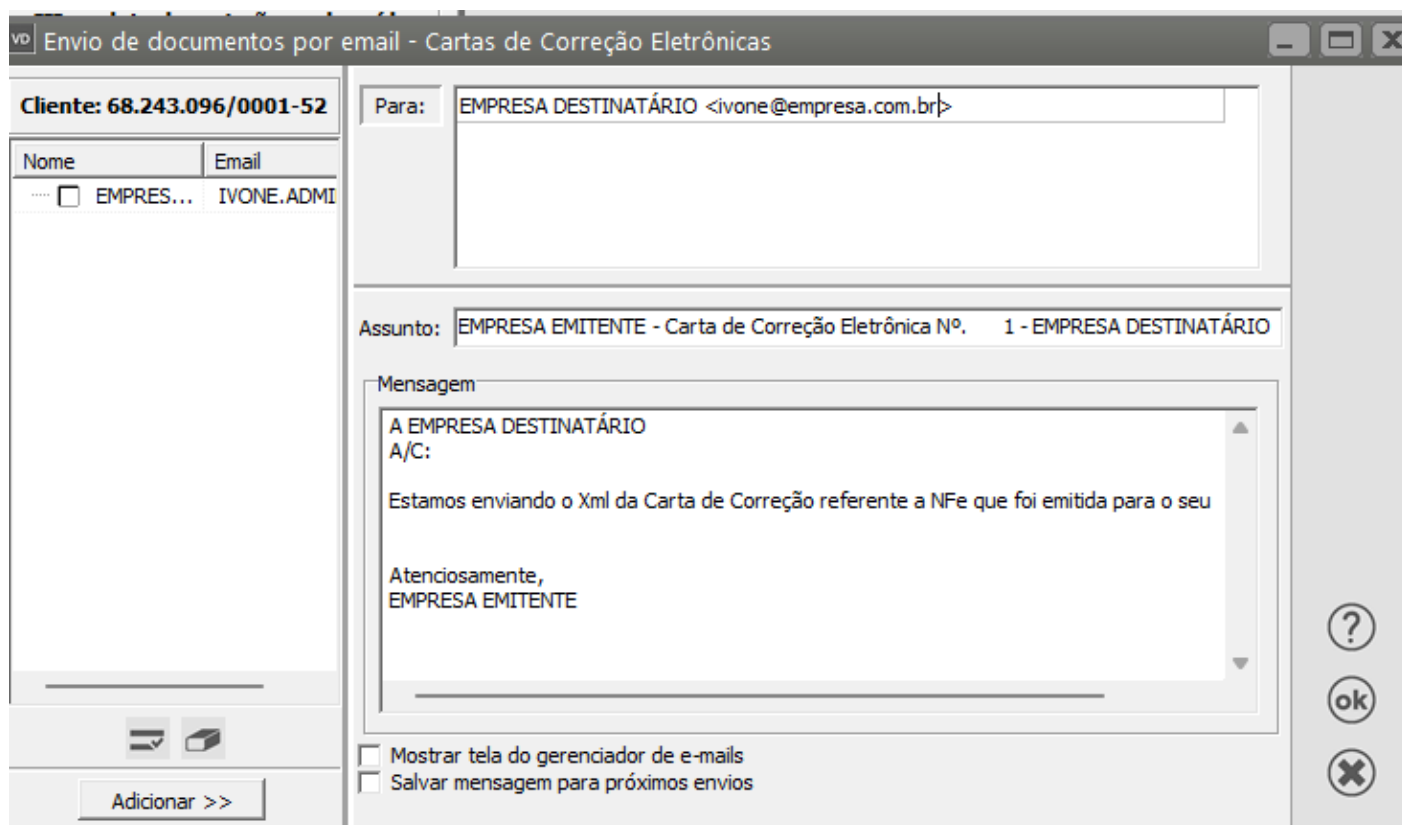 VD Envio de documentos por email - Cartas de Correção Eletrônicas
Cliente: 68.243.096/0001-52
Nome Email
EMPRES... IVONE.ADMI
Adicionar >>
Para: EMPRESA DESTINATÁRIO <ivone@empresa.com.br>
Assunto: EMPRESA EMITENTE - Carta de Correção Eletrônica Nº. 1 - EMPRESA DESTINATÁRIO
Mensagem
A EMPRESA DESTINATÁRIO
A/C:
Estamos enviando o Xml da Carta de Correção referente a NFe que foi emitida para o seu
Atenciosamente,
EMPRESA EMITENTE
Mostrar tela do gerenciador de e-mails
Salvar mensagem para próximos envios
?
ok